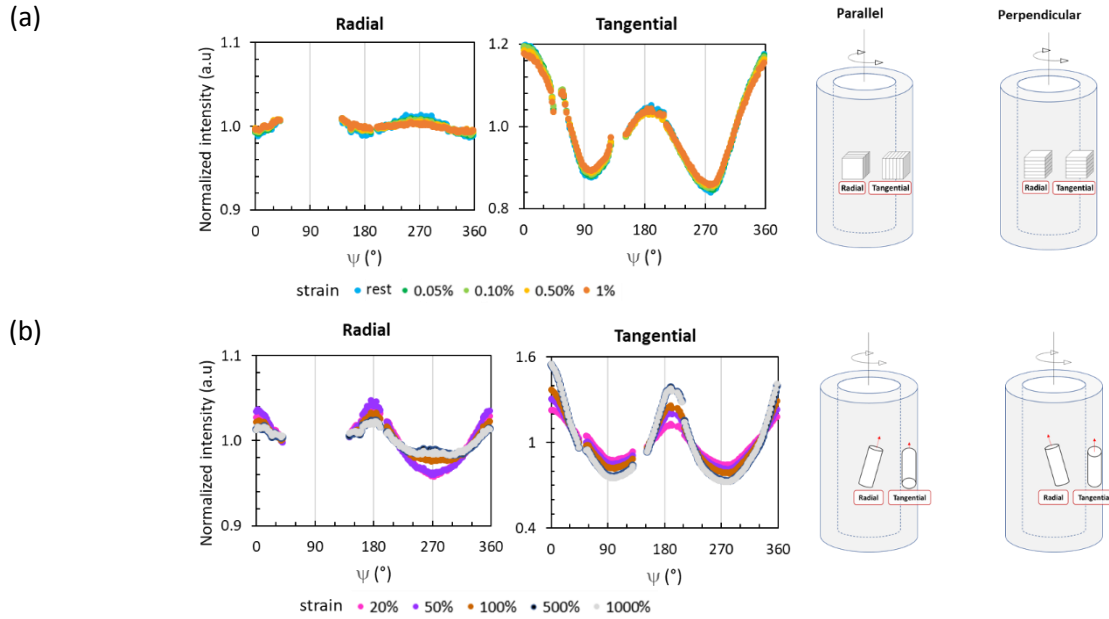 (a)
Radial
Tangential
Parallel
Perpendicular
Normalized intensity (a.u)
1.1
1.0
0.9
0 90 180 270 360
ψ (°)
1.2
1.0
0.8
0 90 180 270 360
ψ (°)
Radial Tangential
Radial Tangential
strain rest 0.05% 0.10% 0.50% 1%
(b)
Radial
Tangential
Normalized intensity (a.u)
1.1
1.0
0.9
0 90 180 270 360
ψ (°)
1.6
1
0.4
0 90 180 270 360
ψ (°)
Radial Tangential
Radial Tangential
strain 20% 50% 100% 500% 1000%